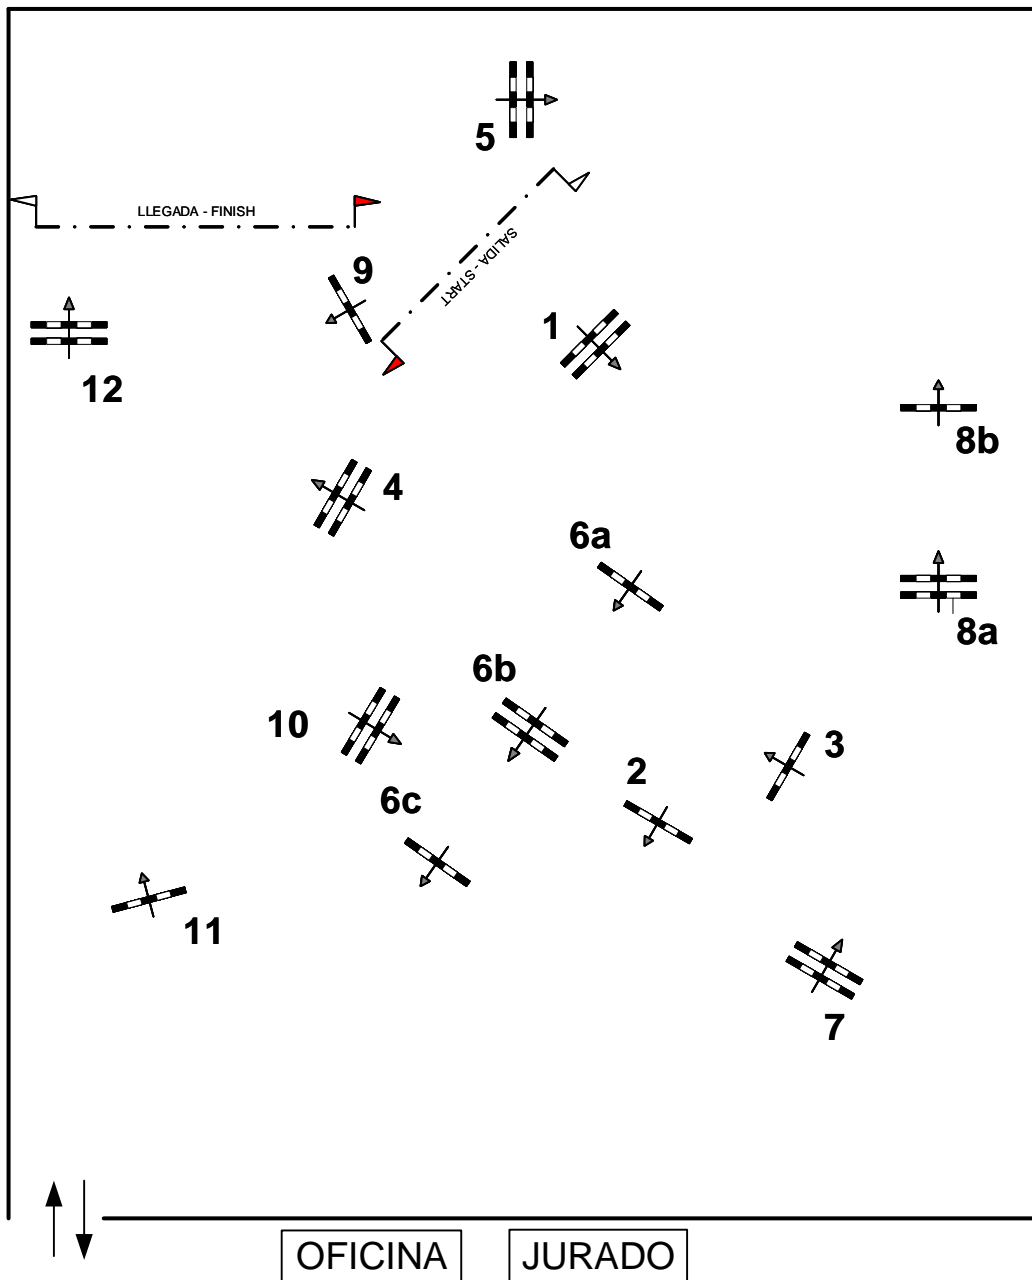 5
LLEGADA - FINISH
SALIDA - START
9
1
12
8b
4
6a
8a
6b
10
3
2
6c
11
7
OFICINA
JURADO